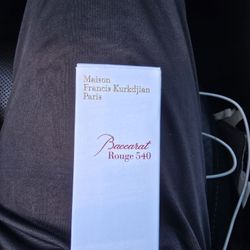 Maison
Francis Kurkdjian
Paris
Baccarat
Rouge 540